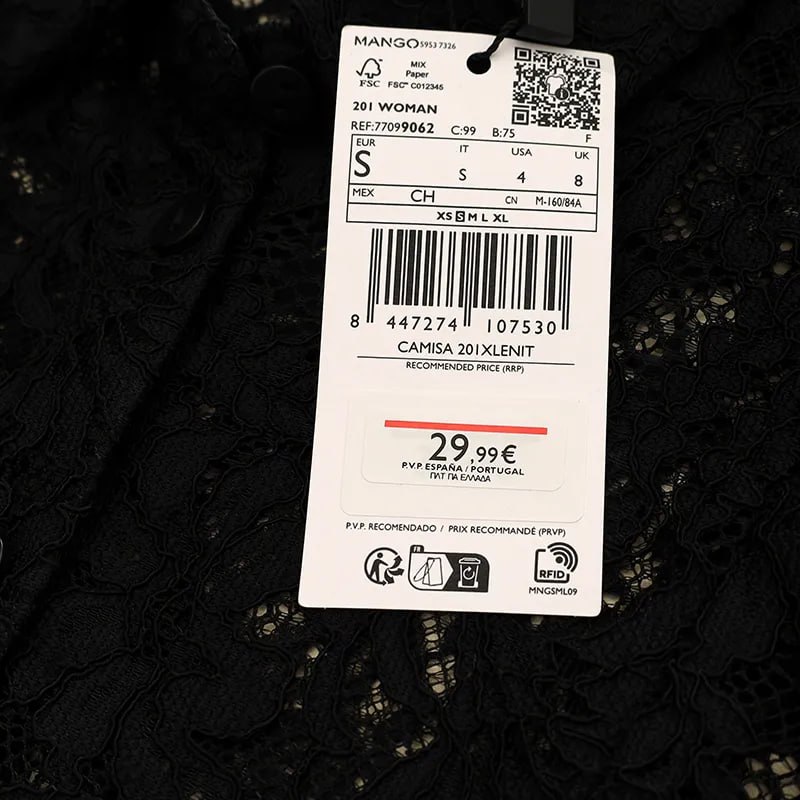 MANGO 5953 7326
MIX
Paper
FSC FSC™ C012345
201 WOMAN
REF:77099062 C:99 B:75 F
EUR IT USA UK
S S 4 8
MEX CH CN M-160/84A
XS S M L XL
8 447274 107530
CAMISA 201XLENIT
RECOMMENDED PRICE (RRP)
29,99€
P.V.P. ESPAÑA / PORTUGAL
ΠΛΤ ΓΙΑ ΕΛΛΑΔΑ
P.V.P. RECOMENDADO / PRIX RECOMMANDÉ (PRVP)
FR
RFID
MNGSML09